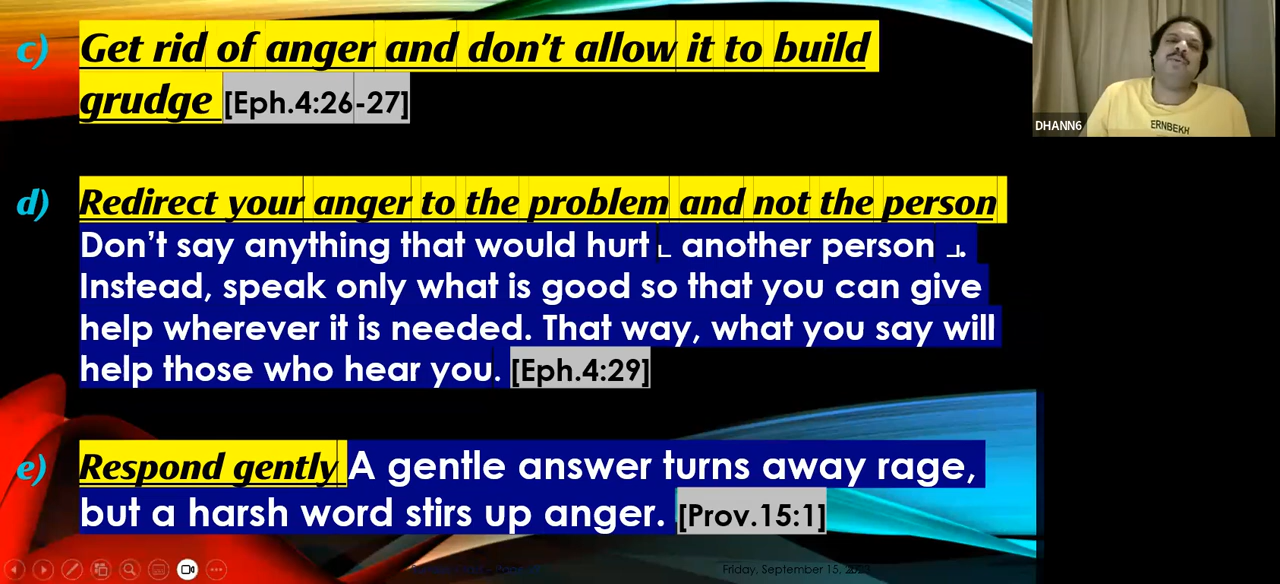 c) Get rid of anger and don’t allow it to build
grudge [Eph.4:26-27]
d) Redirect your anger to the problem and not the person
Don’t say anything that would hurt ⌞ another person ⌟.
Instead, speak only what is good so that you can give
help wherever it is needed. That way, what you say will
help those who hear you. [Eph.4:29]
e) Respond gently A gentle answer turns away rage,
but a harsh word stirs up anger. [Prov.15:1]
DHANN6
ERNBEKH
Friday, September 15,